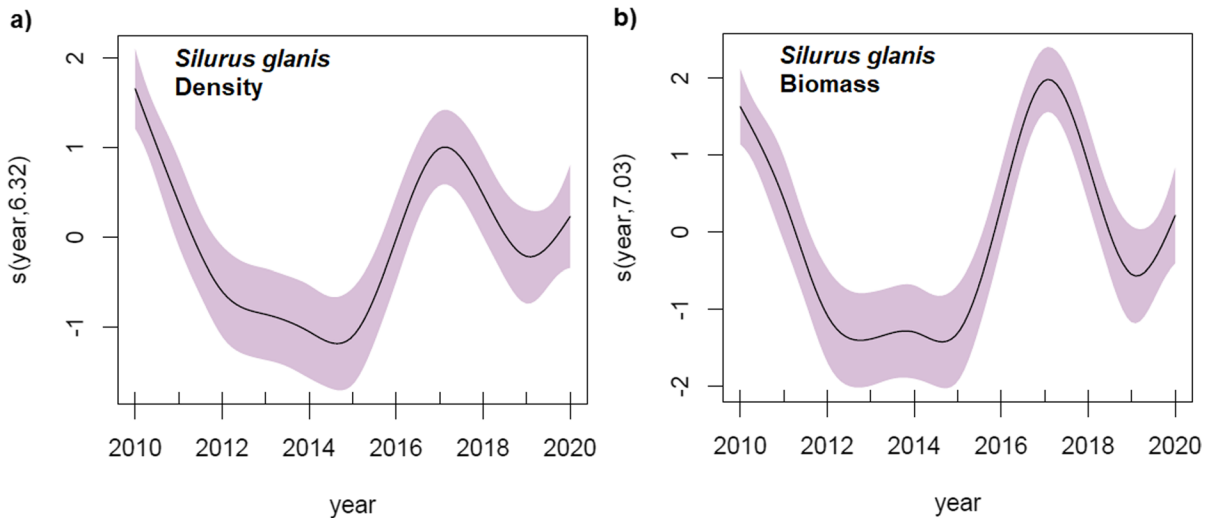 a)
Silurus glanis
Density
s(year,6.32)
2
1
0
-1
2010 2012 2014 2016 2018 2020
year
b)
Silurus glanis
Biomass
s(year,7.03)
2
1
0
-1
-2
2010 2012 2014 2016 2018 2020
year